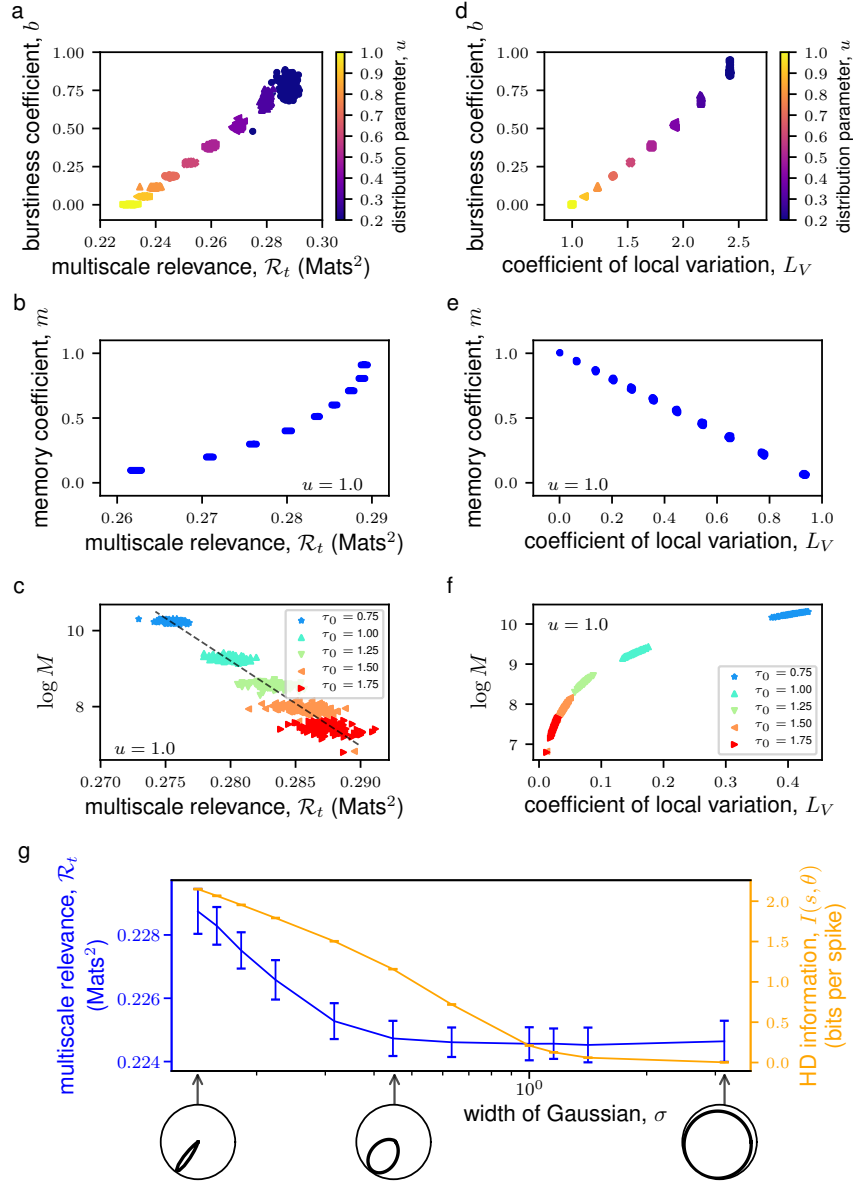 a
burstiness coefficient, b
1.00
0.75
0.50
0.25
0.00
0.22 0.24 0.26 0.28 0.30
multiscale relevance, ℛₜ (Mats²)
1.0
0.9
0.8
0.7
0.6
0.5
0.4
0.3
0.2
distribution parameter, u
d
burstiness coefficient, b
1.00
0.75
0.50
0.25
0.00
1.0 1.5 2.0 2.5
coefficient of local variation, L_V
1.0
0.9
0.8
0.7
0.6
0.5
0.4
0.3
0.2
distribution parameter, u
b
memory coefficient, m
1.0
0.5
0.0
u = 1.0
0.26 0.27 0.28 0.29
multiscale relevance, ℛₜ (Mats²)
e
memory coefficient, m
1.0
0.5
0.0
u = 1.0
0.0 0.2 0.4 0.6 0.8 1.0
coefficient of local variation, L_V
c
log M
10
8
τ₀ = 0.75
τ₀ = 1.00
τ₀ = 1.25
τ₀ = 1.50
τ₀ = 1.75
u = 1.0
0.270 0.275 0.280 0.285 0.290
multiscale relevance, ℛₜ (Mats²)
f
log M
10
9
8
7
u = 1.0
τ₀ = 0.75
τ₀ = 1.00
τ₀ = 1.25
τ₀ = 1.50
τ₀ = 1.75
0.0 0.1 0.2 0.3 0.4
coefficient of local variation, L_V
g
multiscale relevance, ℛₜ
(Mats²)
0.228
0.226
0.224
2.0
1.5
1.0
0.5
0.0
HD information, I(s, θ)
(bits per spike)
10⁰
width of Gaussian, σ